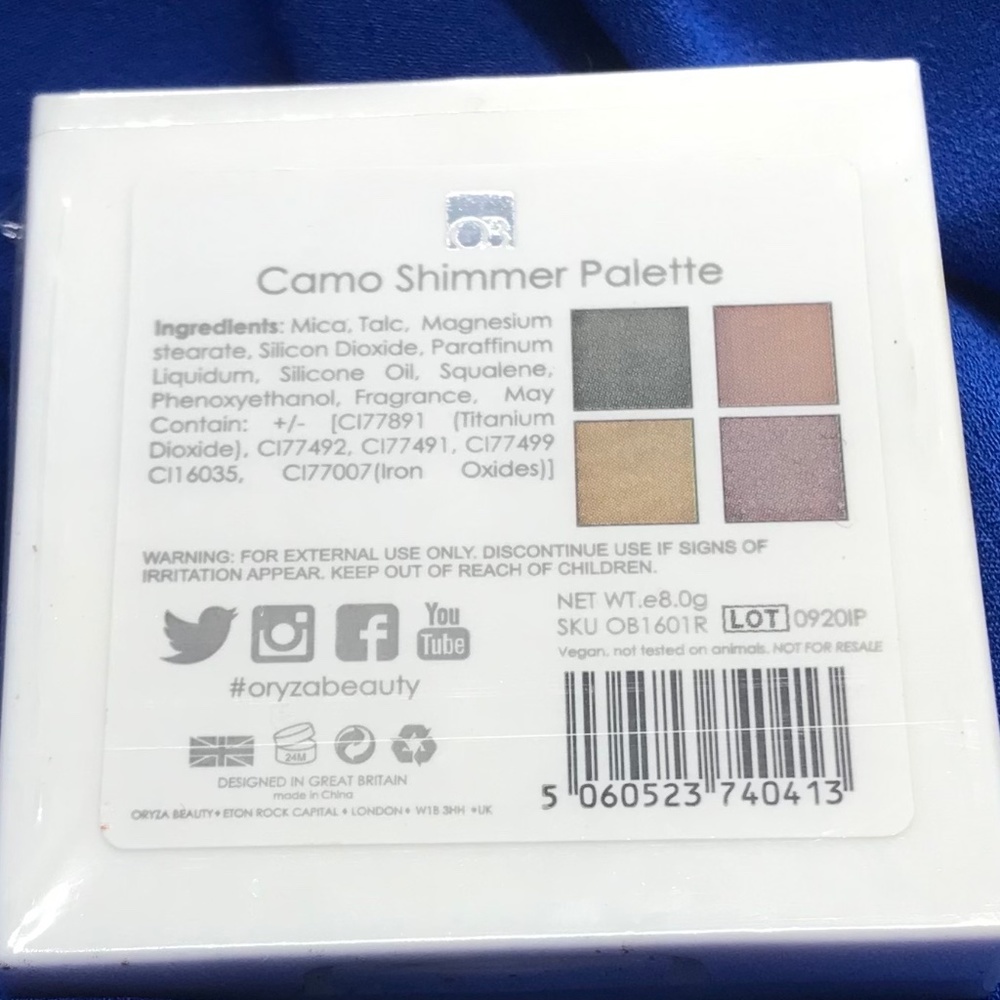 OB
Camo Shimmer Palette
Ingredients: Mica, Talc, Magnesium
stearate, Silicon Dioxide, Paraffinum
Liquidum, Silicone Oil, Squalene,
Phenoxyethanol, Fragrance, May
Contain: +/- [CI77891 (Titanium
Dioxide), CI77492, CI77491, CI77499
CI16035, CI77007(Iron Oxides)]
WARNING: FOR EXTERNAL USE ONLY. DISCONTINUE USE IF SIGNS OF
IRRITATION APPEAR. KEEP OUT OF REACH OF CHILDREN.
You
Tube
#oryzabeauty
NET WT.e8.0g
SKU OB1601R LOT 0920IP
Vegan, not tested on animals. NOT FOR RESALE
24M
DESIGNED IN GREAT BRITAIN
made in China
ORYZA BEAUTY+ ETON ROCK CAPITAL + LONDON+ W1B 3HH +UK
5 060523 740413